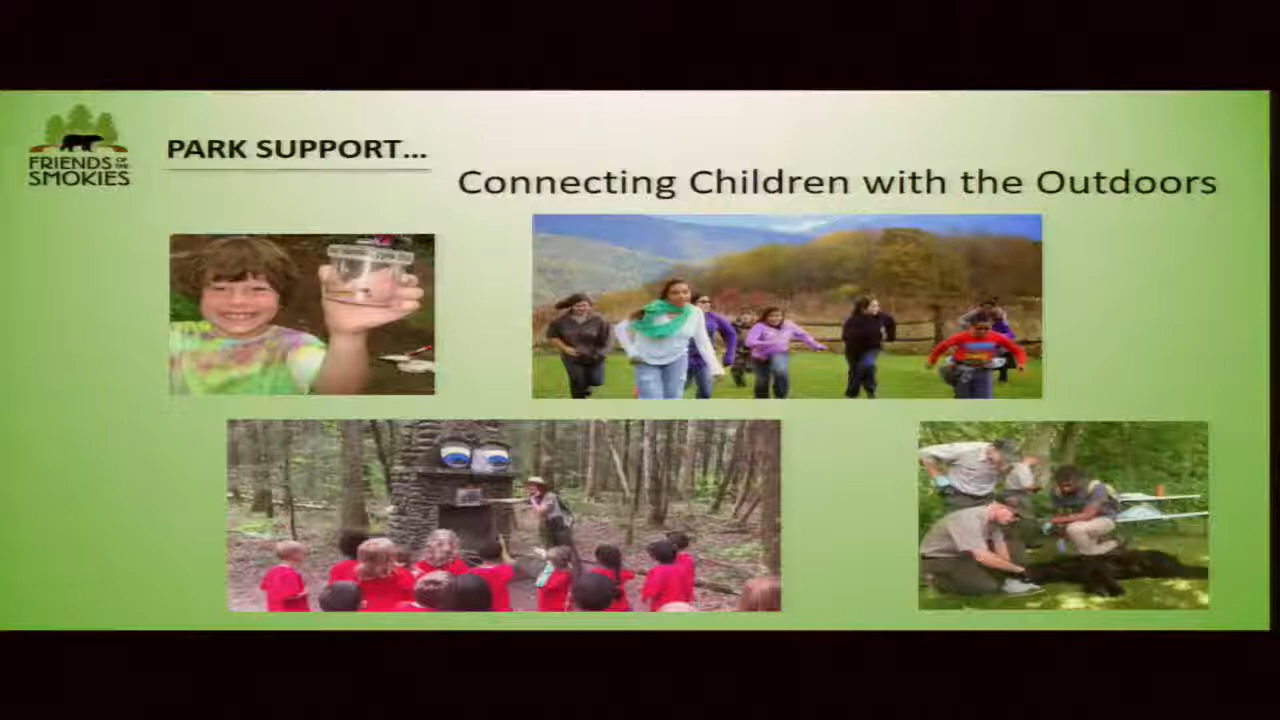 FRIENDS OF THE
SMOKIES
PARK SUPPORT...
Connecting Children with the Outdoors